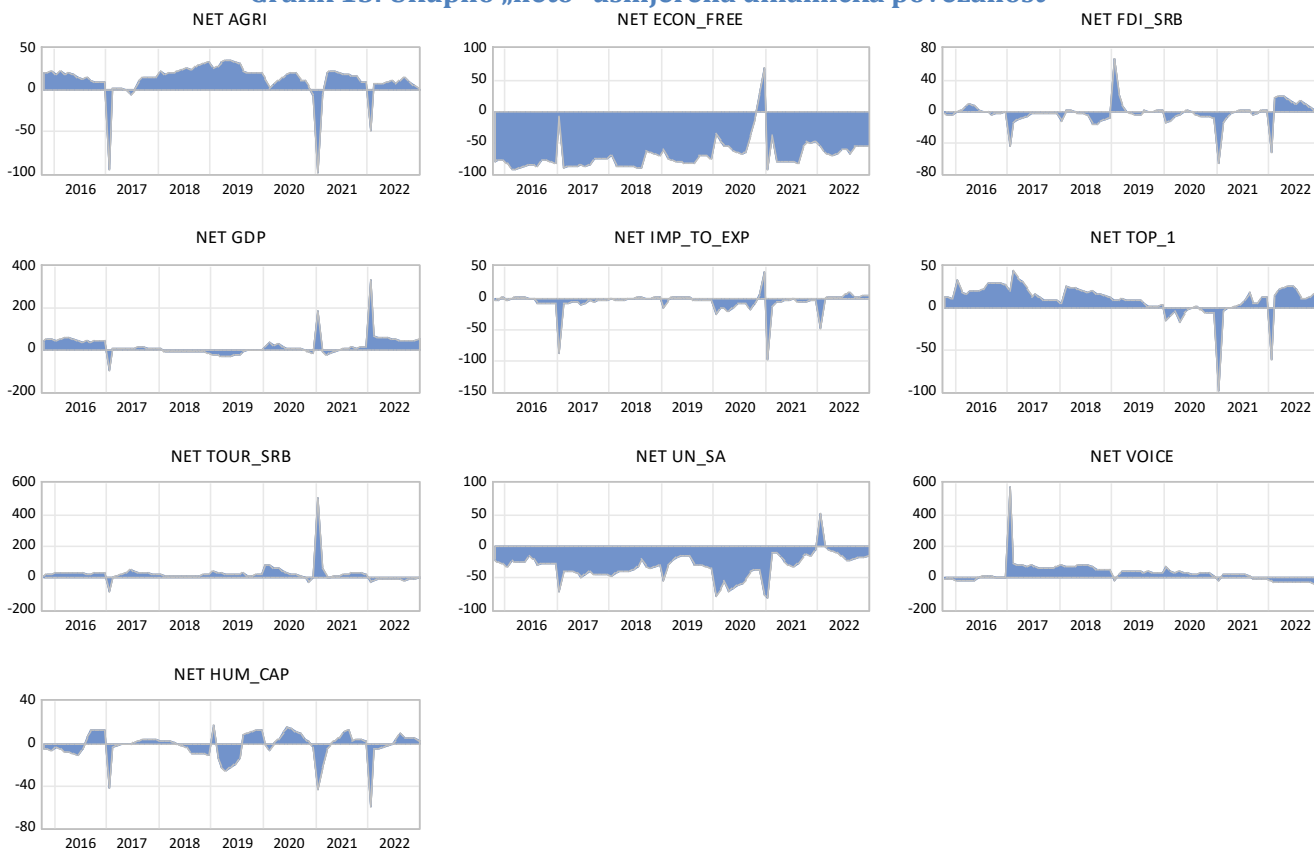 Ukupno „neto“ usmjerena dinamička povezanost
NET AGRI
50
0
-50
-100
2016 2017 2018 2019 2020 2021 2022
NET ECON_FREE
100
50
0
-50
-100
2016 2017 2018 2019 2020 2021 2022
NET FDI_SRB
80
40
0
-40
-80
2016 2017 2018 2019 2020 2021 2022
NET GDP
400
200
0
-200
2016 2017 2018 2019 2020 2021 2022
NET IMP_TO_EXP
50
0
-50
-100
-150
2016 2017 2018 2019 2020 2021 2022
NET TOP_1
50
0
-50
-100
2016 2017 2018 2019 2020 2021 2022
NET TOUR_SRB
600
400
200
0
-200
2016 2017 2018 2019 2020 2021 2022
NET UN_SA
100
50
0
-50
-100
2016 2017 2018 2019 2020 2021 2022
NET VOICE
600
400
200
0
-200
2016 2017 2018 2019 2020 2021 2022
NET HUM_CAP
40
0
-40
-80
2016 2017 2018 2019 2020 2021 2022